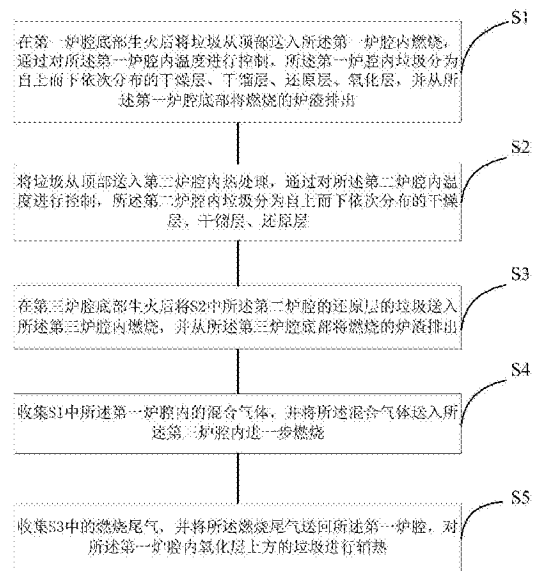 S1
在第一炉腔底部生火后将垃圾从顶部送入所述第一炉腔内燃烧，
通过对所述第一炉腔内温度进行控制，所述第一炉腔内垃圾分为
自上而下依次分布的干燥层、干馏层、还原层、氧化层，并从所
述第一炉腔底部将燃烧的炉渣排出
S2
将垃圾从顶部送入第二炉腔内热处理，通过对所述第二炉腔内温
度进行控制，所述第二炉腔内垃圾分为自上而下依次分布的干燥
层、干馏层、还原层
S3
在第三炉腔底部生火后将S2中所述第二炉腔的还原层的垃圾送入
所述第三炉腔内燃烧，并从所述第三炉腔底部将燃烧的炉渣排出
S4
收集S1中所述第一炉腔内的混合气体，并将所述混合气体送入所
述第三炉腔内进一步燃烧
S5
收集S3中的燃烧尾气，并将所述燃烧尾气送回所述第一炉腔，对
所述第一炉腔内氧化层上方的垃圾进行辅热